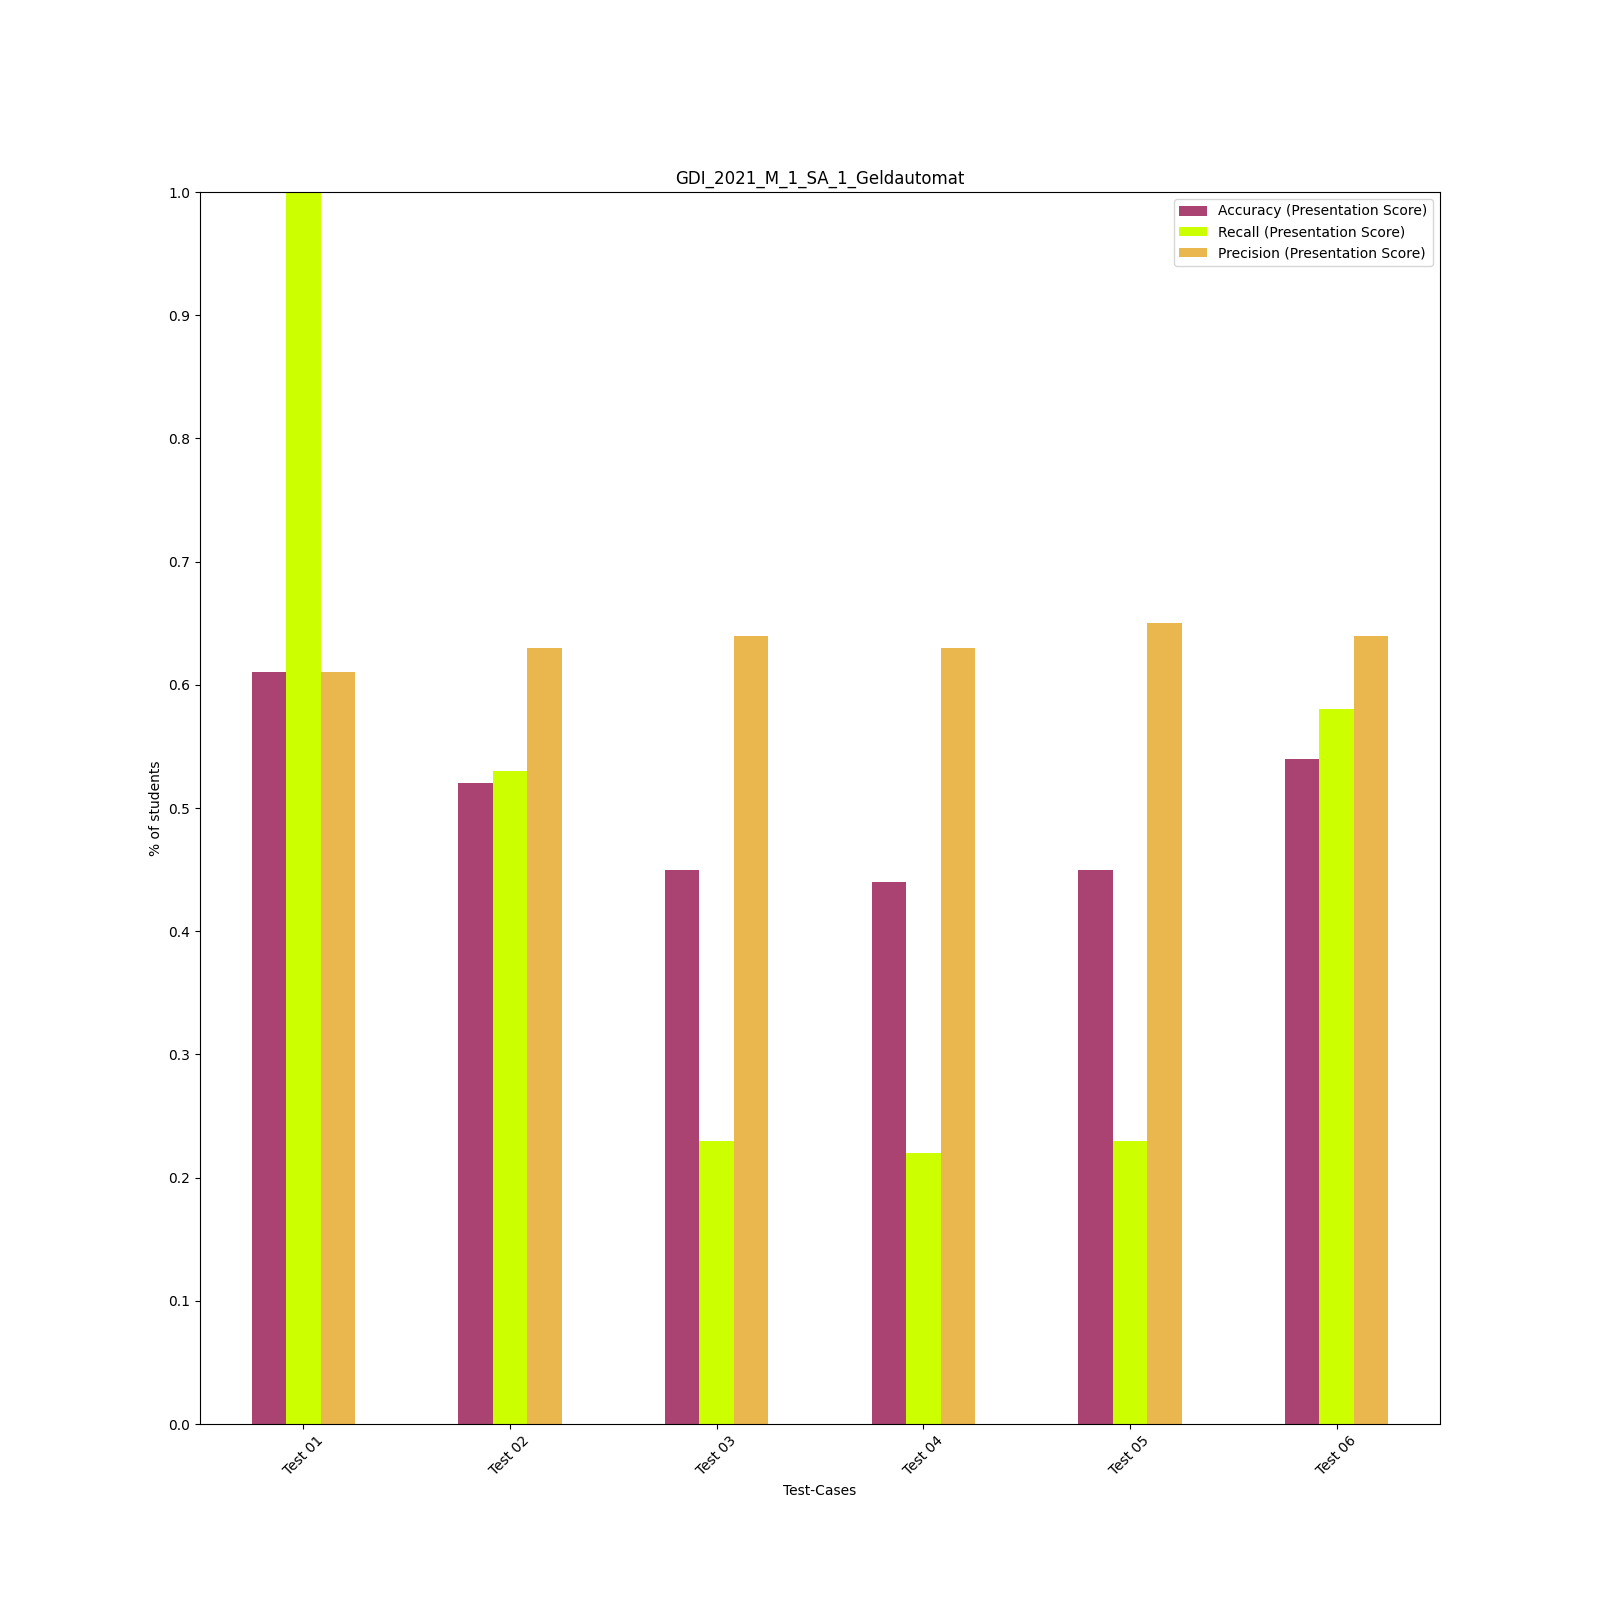 GDI_2021_M_1_SA_1_Geldautomat
Accuracy (Presentation Score)
Recall (Presentation Score)
Precision (Presentation Score)
1.0
0.9
0.8
0.7
0.6
0.5
0.4
0.3
0.2
0.1
0.0
% of students
Test 01
Test 02
Test 03
Test 04
Test 05
Test 06
Test-Cases